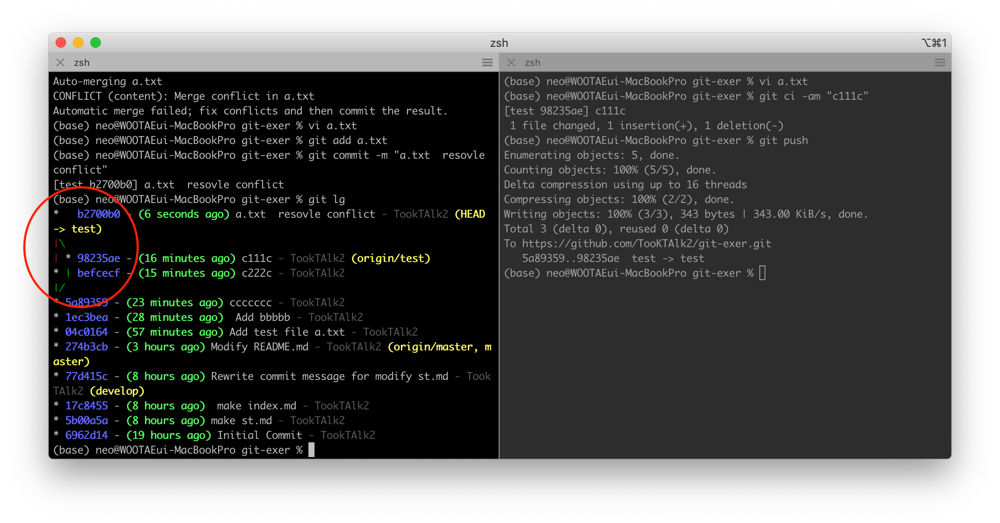 zsh
⌥⌘1
zsh
Auto-merging a.txt
CONFLICT (content): Merge conflict in a.txt
Automatic merge failed; fix conflicts and then commit the result.
(base) neo@WOOTAEui-MacBookPro git-exer % vi a.txt
(base) neo@WOOTAEui-MacBookPro git-exer % git add a.txt
(base) neo@WOOTAEui-MacBookPro git-exer % git commit -m "a.txt  resovle
conflict"
[test b2700b0] a.txt  resovle conflict
(base) neo@WOOTAEui-MacBookPro git-exer % git lg
*   b2700b0 - (6 seconds ago) a.txt  resovle conflict - TookTAlk2 (HEAD
-> test)
|\
| * 98235ae - (16 minutes ago) c111c - TookTAlk2 (origin/test)
* | befcecf - (15 minutes ago) c222c - TookTAlk2
|/
* 5a89359 - (23 minutes ago) ccccccc - TookTAlk2
* 1ec3bea - (28 minutes ago)  Add bbbbb - TookTAlk2
* 04c0164 - (57 minutes ago) Add test file a.txt - TookTAlk2
* 274b3cb - (3 hours ago) Modify README.md - TookTAlk2 (origin/master, m
aster)
* 77d415c - (8 hours ago) Rewrite commit message for modify st.md - Took
TAlk2 (develop)
* 17c8455 - (8 hours ago)  make index.md - TookTAlk2
* 5b00a5a - (8 hours ago) make st.md - TookTAlk2
* 6962d14 - (19 hours ago) Initial Commit - TookTAlk2
(base) neo@WOOTAEui-MacBookPro git-exer %
zsh
(base) neo@WOOTAEui-MacBookPro git-exer % vi a.txt
(base) neo@WOOTAEui-MacBookPro git-exer % git ci -am "c111c"
[test 98235ae] c111c
 1 file changed, 1 insertion(+), 1 deletion(-)
(base) neo@WOOTAEui-MacBookPro git-exer % git push
Enumerating objects: 5, done.
Counting objects: 100% (5/5), done.
Delta compression using up to 16 threads
Compressing objects: 100% (2/2), done.
Writing objects: 100% (3/3), 343 bytes | 343.00 KiB/s, done.
Total 3 (delta 0), reused 0 (delta 0)
To https://github.com/TooKTAlk2/git-exer.git
   5a89359..98235ae  test -> test
(base) neo@WOOTAEui-MacBookPro git-exer %